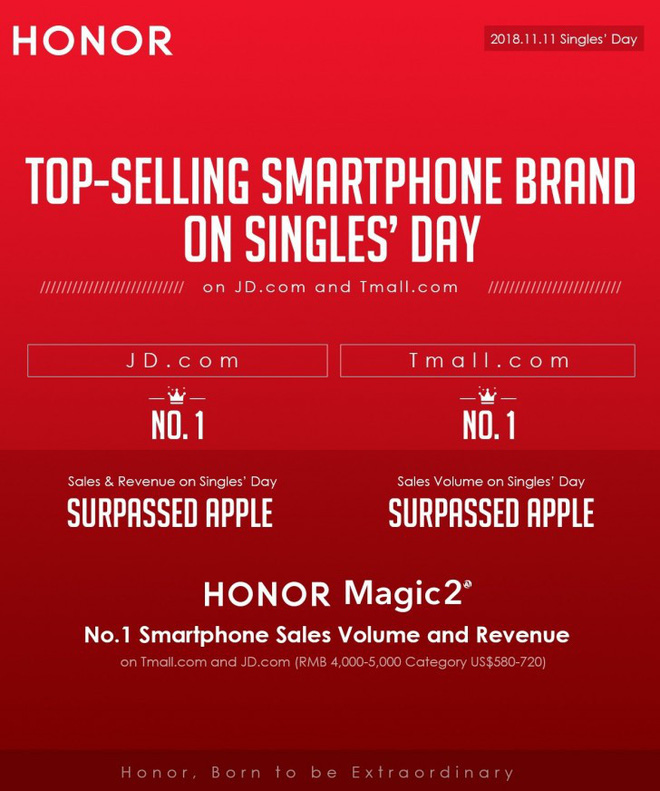 HONOR
2018.11.11 Singles' Day
TOP-SELLING SMARTPHONE BRAND
ON SINGLES' DAY
on JD.com and Tmall.com
JD.com
Tmall.com
NO. 1
NO. 1
Sales & Revenue on Singles' Day
Sales Volume on Singles' Day
SURPASSED APPLE
SURPASSED APPLE
HONOR Magic2
No.1 Smartphone Sales Volume and Revenue
on Tmall.com and JD.com (RMB 4,000-5,000 Category US$580-720)
Honor, Born to be Extraordinary